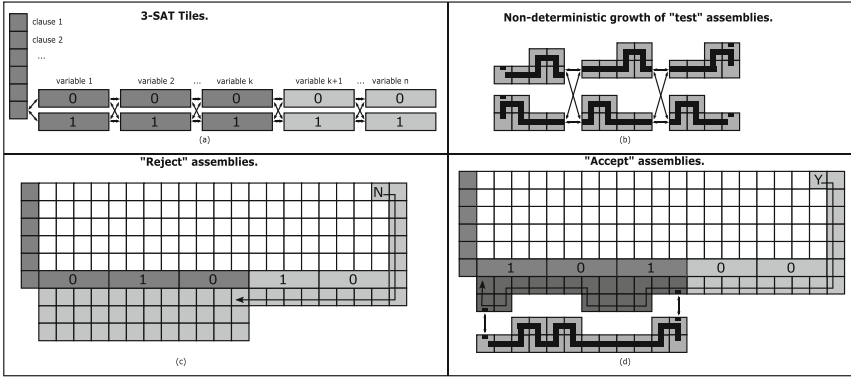 3-SAT Tiles.
clause 1
clause 2
...
variable 1 variable 2 ... variable k variable k+1 ... variable n
0 0 0 0 0
1 1 1 1 1
(a)
Non-deterministic growth of "test" assemblies.
(b)
"Reject" assemblies.
N
0 1 0 1 0
(c)
"Accept" assemblies.
Y
1 0 1 0 0
(d)